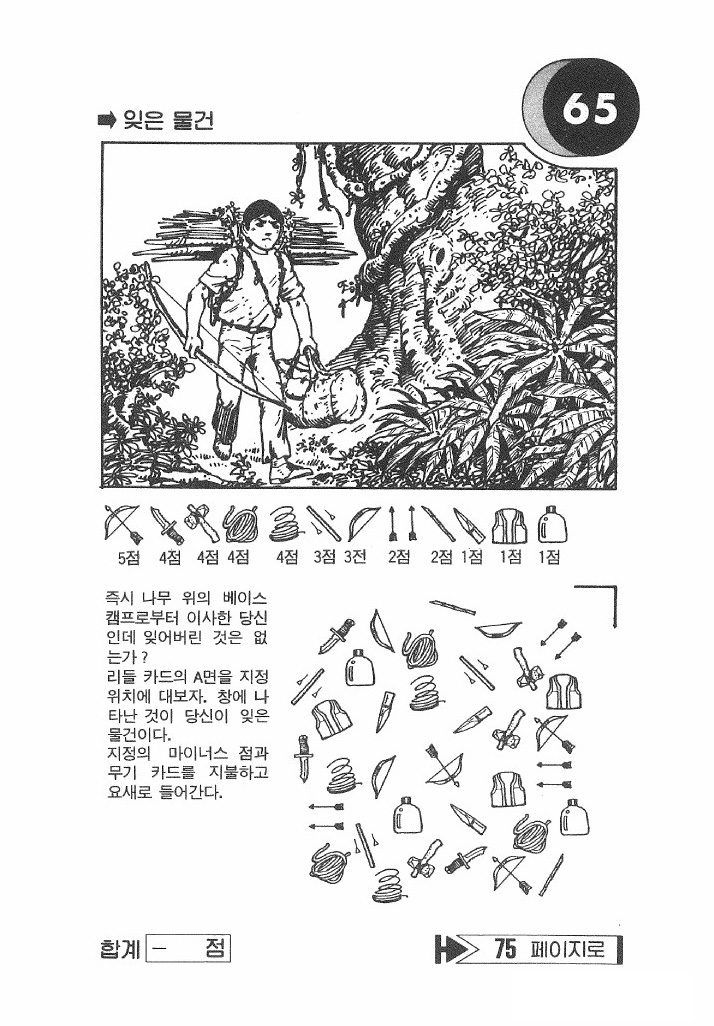 65
잊은 물건
5점 4점 4점 4점 4점 3점 3전 2점 2점 1점 1점 1점
즉시 나무 위의 베이스
캠프로부터 이사한 당신
인데 잊어버린 것은 없
는가?
리들 카드의 A면을 지정
위치에 대보자. 창에 나
타난 것이 당신이 잊은
물건이다.
지정의 마이너스 점과
무기 카드를 지불하고
요새로 들어간다.
합계 － 점
75 페이지로